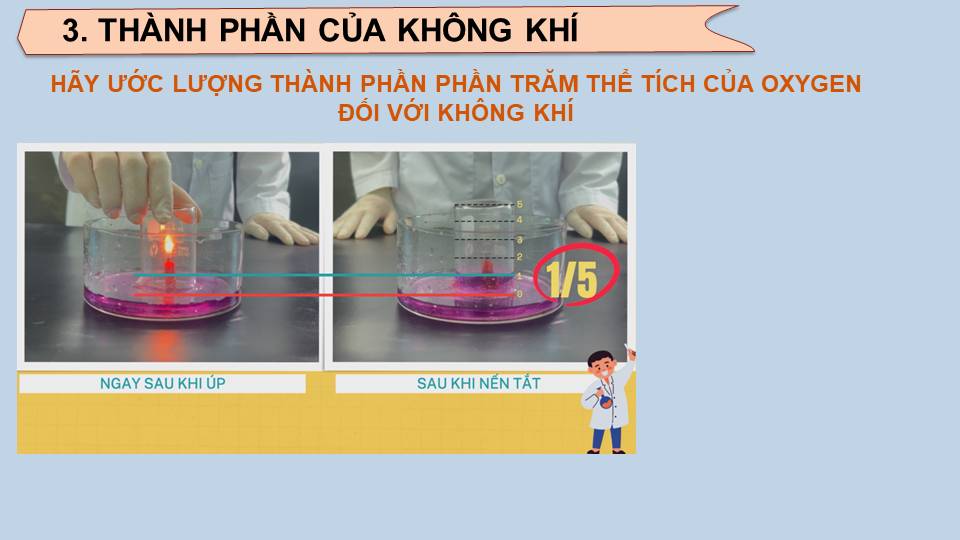 3. THÀNH PHẦN CỦA KHÔNG KHÍ
HÃY ƯỚC LƯỢNG THÀNH PHẦN PHẦN TRĂM THỂ TÍCH CỦA OXYGEN
ĐỐI VỚI KHÔNG KHÍ
5
4
3
2
1
0
1/5
NGAY SAU KHI ÚP
SAU KHI NẾN TẮT